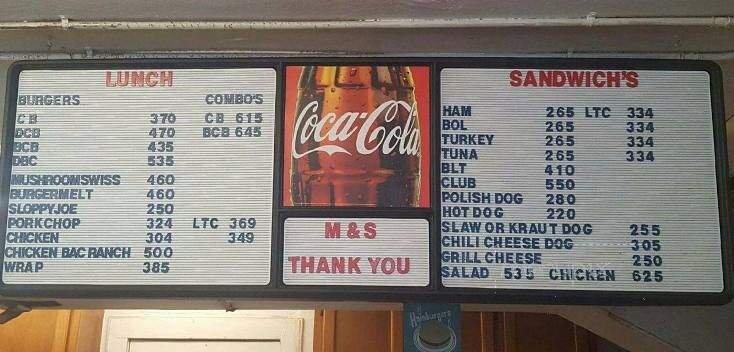 LUNCH
BURGERS COMBO'S
CB 370 CB 615
DCB 470 BCB 645
BCB 435
DBC 535
MUSHROOMSWISS 460
BURGERMELT 460
SLOPPYJOE 250
PORKCHOP 324 LTC 369
CHICKEN 304 349
CHICKEN BAC RANCH 500
WRAP 385
Coca-Cola
M & S
THANK YOU
SANDWICH'S
HAM 265 LTC 334
BOL 265 334
TURKEY 265 334
TUNA 265 334
BLT 410
CLUB 550
POLISH DOG 280
HOT DOG 220
SLAW OR KRAUT DOG 255
CHILI CHEESE DOG 305
GRILL CHEESE 250
SALAD 535 CHICKEN 625
Hamburgers